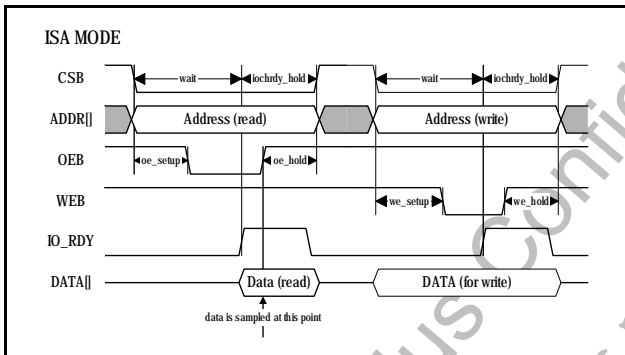 ISA MODE
CSB wait iochrdy_hold wait iochrdy_hold
ADDR[] Address (read) Address (write)
OEB oe_setup oe_hold
WEB we_setup we_hold
IO_RDY
DATA[] Data (read) DATA (for write)
data is sampled at this point